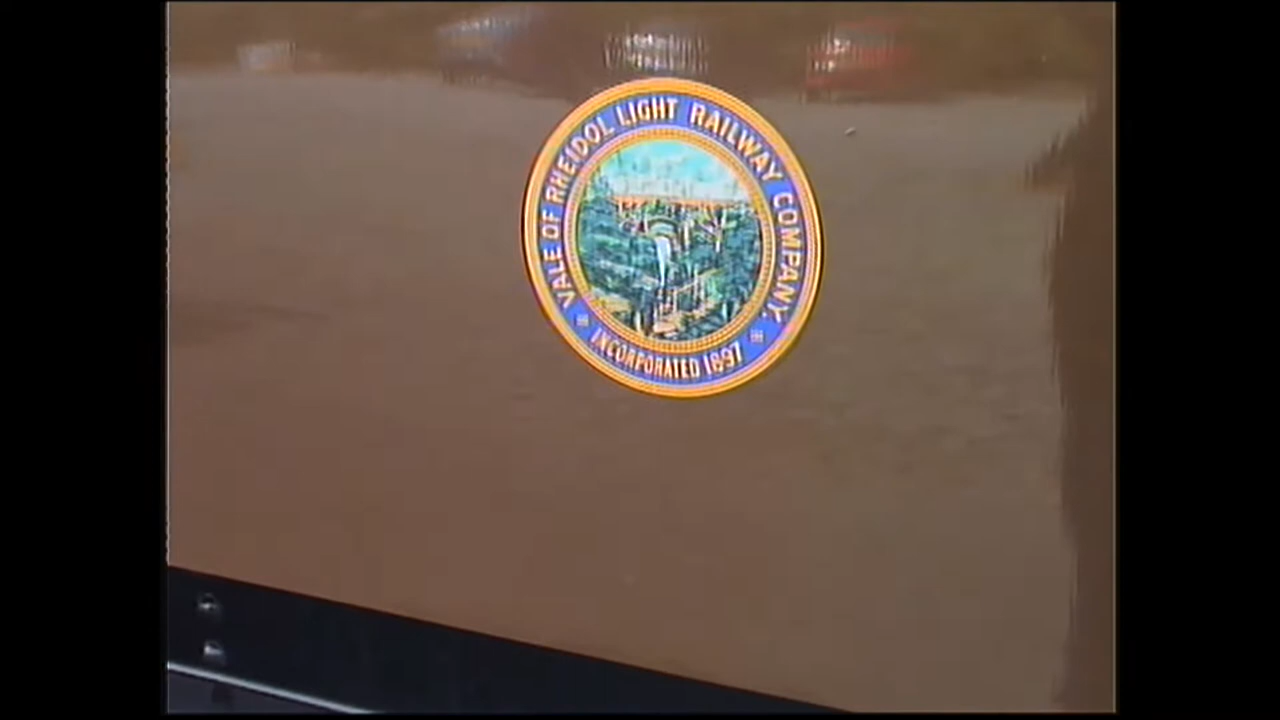 VALE OF RHEIDOL LIGHT RAILWAY COMPANY.
INCORPORATED 1897